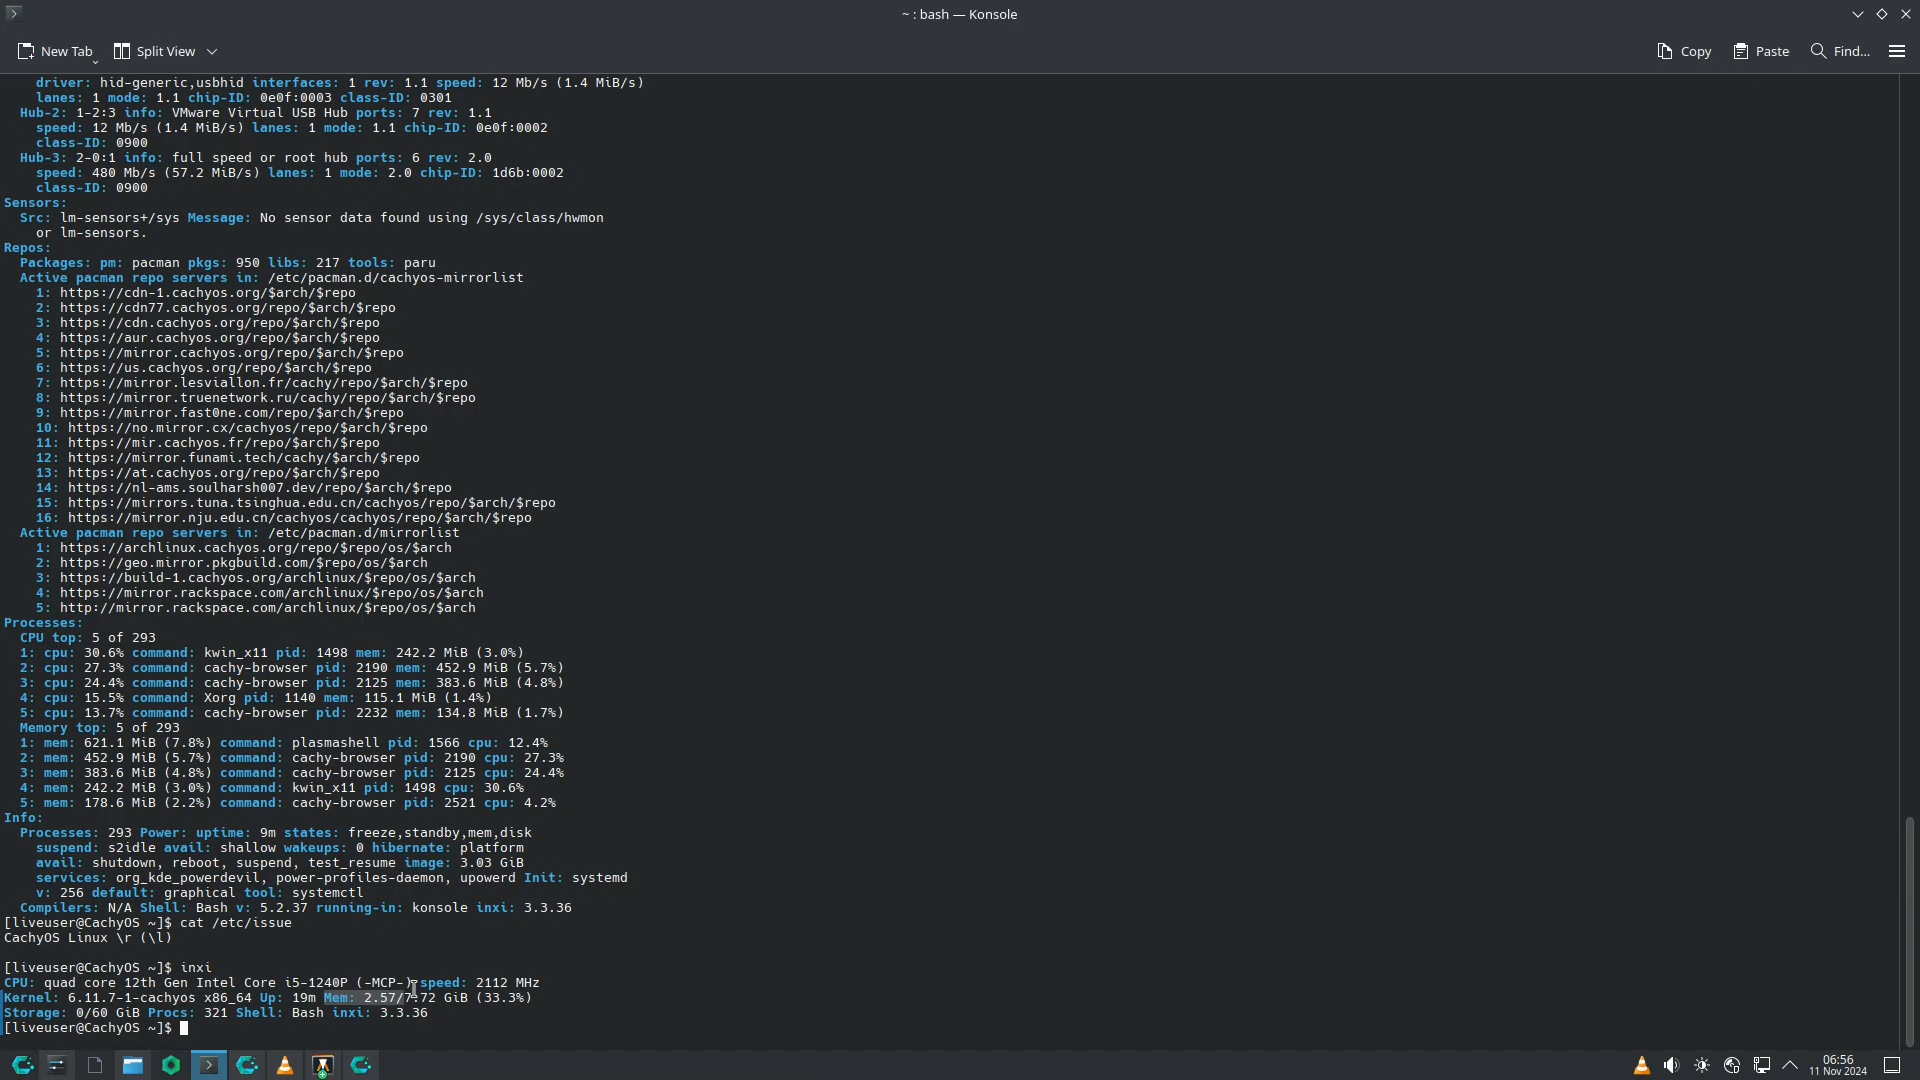 ~ : bash — Konsole
New Tab
Split View
Copy
Paste
Find...
driver: hid-generic,usbhid interfaces: 1 rev: 1.1 speed: 12 Mb/s (1.4 MiB/s)
lanes: 1 mode: 1.1 chip-ID: 0e0f:0003 class-ID: 0301
Hub-2: 1-2:3 info: VMware Virtual USB Hub ports: 7 rev: 1.1
speed: 12 Mb/s (1.4 MiB/s) lanes: 1 mode: 1.1 chip-ID: 0e0f:0002
class-ID: 0900
Hub-3: 2-0:1 info: full speed or root hub ports: 6 rev: 2.0
speed: 480 Mb/s (57.2 MiB/s) lanes: 1 mode: 2.0 chip-ID: 1d6b:0002
class-ID: 0900
Sensors:
Src: lm-sensors+/sys Message: No sensor data found using /sys/class/hwmon
or lm-sensors.
Repos:
Packages: pm: pacman pkgs: 950 libs: 217 tools: paru
Active pacman repo servers in: /etc/pacman.d/cachyos-mirrorlist
1: https://cdn-1.cachyos.org/$arch/$repo
2: https://cdn77.cachyos.org/repo/$arch/$repo
3: https://cdn.cachyos.org/repo/$arch/$repo
4: https://aur.cachyos.org/repo/$arch/$repo
5: https://mirror.cachyos.org/repo/$arch/$repo
6: https://us.cachyos.org/repo/$arch/$repo
7: https://mirror.lesviallon.fr/cachy/repo/$arch/$repo
8: https://mirror.truenetwork.ru/cachy/repo/$arch/$repo
9: https://mirror.fast0ne.com/repo/$arch/$repo
10: https://no.mirror.cx/cachyos/repo/$arch/$repo
11: https://mir.cachyos.fr/repo/$arch/$repo
12: https://mirror.funami.tech/cachy/$arch/$repo
13: https://at.cachyos.org/repo/$arch/$repo
14: https://nl-ams.soulharsh007.dev/repo/$arch/$repo
15: https://mirrors.tuna.tsinghua.edu.cn/cachyos/repo/$arch/$repo
16: https://mirror.nju.edu.cn/cachyos/cachyos/repo/$arch/$repo
Active pacman repo servers in: /etc/pacman.d/mirrorlist
1: https://archlinux.cachyos.org/repo/$repo/os/$arch
2: https://geo.mirror.pkgbuild.com/$repo/os/$arch
3: https://build-1.cachyos.org/archlinux/$repo/os/$arch
4: https://mirror.rackspace.com/archlinux/$repo/os/$arch
5: http://mirror.rackspace.com/archlinux/$repo/os/$arch
Processes:
CPU top: 5 of 293
1: cpu: 30.6% command: kwin_x11 pid: 1498 mem: 242.2 MiB (3.0%)
2: cpu: 27.3% command: cachy-browser pid: 2190 mem: 452.9 MiB (5.7%)
3: cpu: 24.4% command: cachy-browser pid: 2125 mem: 383.6 MiB (4.8%)
4: cpu: 15.5% command: Xorg pid: 1140 mem: 115.1 MiB (1.4%)
5: cpu: 13.7% command: cachy-browser pid: 2232 mem: 134.8 MiB (1.7%)
Memory top: 5 of 293
1: mem: 621.1 MiB (7.8%) command: plasmashell pid: 1566 cpu: 12.4%
2: mem: 452.9 MiB (5.7%) command: cachy-browser pid: 2190 cpu: 27.3%
3: mem: 383.6 MiB (4.8%) command: cachy-browser pid: 2125 cpu: 24.4%
4: mem: 242.2 MiB (3.0%) command: kwin_x11 pid: 1498 cpu: 30.6%
5: mem: 178.6 MiB (2.2%) command: cachy-browser pid: 2521 cpu: 4.2%
Info:
Processes: 293 Power: uptime: 9m states: freeze,standby,mem,disk
suspend: s2idle avail: shallow wakeups: 0 hibernate: platform
avail: shutdown, reboot, suspend, test_resume image: 3.03 GiB
services: org_kde_powerdevil, power-profiles-daemon, upowerd Init: systemd
v: 256 default: graphical tool: systemctl
Compilers: N/A Shell: Bash v: 5.2.37 running-in: konsole inxi: 3.3.36
[liveuser@CachyOS ~]$ cat /etc/issue
CachyOS Linux \r (\l)
[liveuser@CachyOS ~]$ inxi
CPU: quad core 12th Gen Intel Core i5-1240P (-MCP-) speed: 2112 MHz
Kernel: 6.11.7-1-cachyos x86_64 Up: 19m Mem: 2.57/7.72 GiB (33.3%)
Storage: 0/60 GiB Procs: 321 Shell: Bash inxi: 3.3.36
[liveuser@CachyOS ~]$
06:56
11 Nov 2024